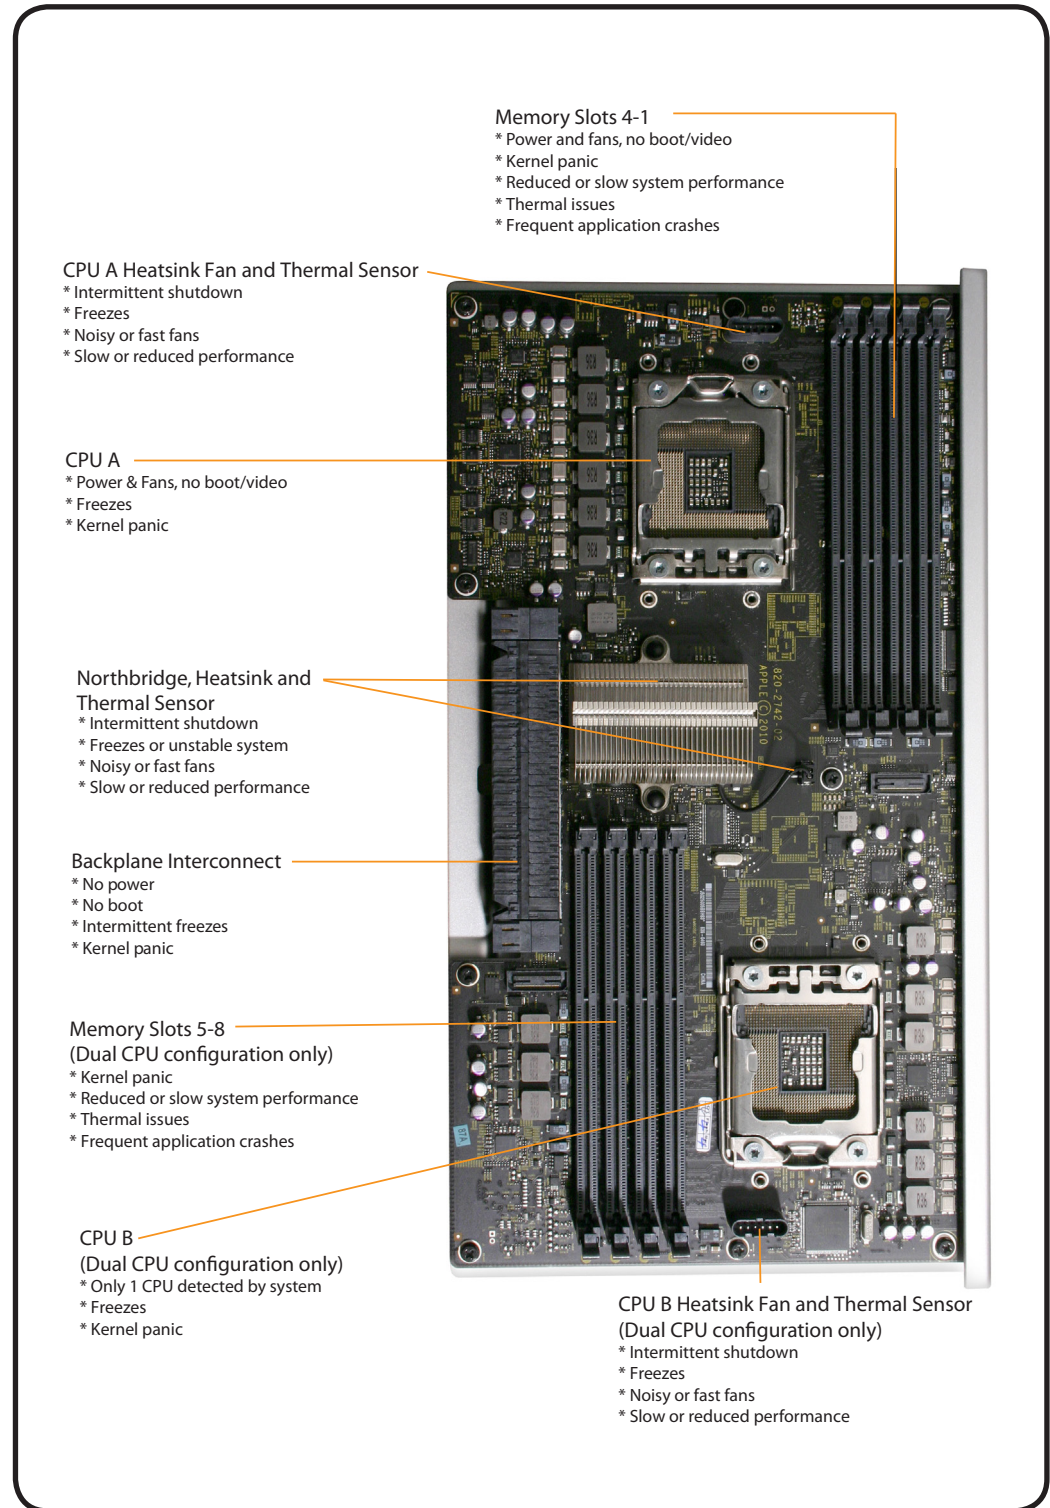 Memory Slots 4-1
* Power and fans, no boot/video
* Kernel panic
* Reduced or slow system performance
* Thermal issues
* Frequent application crashes
CPU A Heatsink Fan and Thermal Sensor
* Intermittent shutdown
* Freezes
* Noisy or fast fans
* Slow or reduced performance
CPU A
* Power & Fans, no boot/video
* Freezes
* Kernel panic
Northbridge, Heatsink and
Thermal Sensor
* Intermittent shutdown
* Freezes or unstable system
* Noisy or fast fans
* Slow or reduced performance
820-2742-02
APPLE © 2010
Backplane Interconnect
* No power
* No boot
* Intermittent freezes
* Kernel panic
Memory Slots 5-8
(Dual CPU configuration only)
* Kernel panic
* Reduced or slow system performance
* Thermal issues
* Frequent application crashes
CPU B
(Dual CPU configuration only)
* Only 1 CPU detected by system
* Freezes
* Kernel panic
CPU B Heatsink Fan and Thermal Sensor
(Dual CPU configuration only)
* Intermittent shutdown
* Freezes
* Noisy or fast fans
* Slow or reduced performance
R36
R36
R36
R36
R36
R36